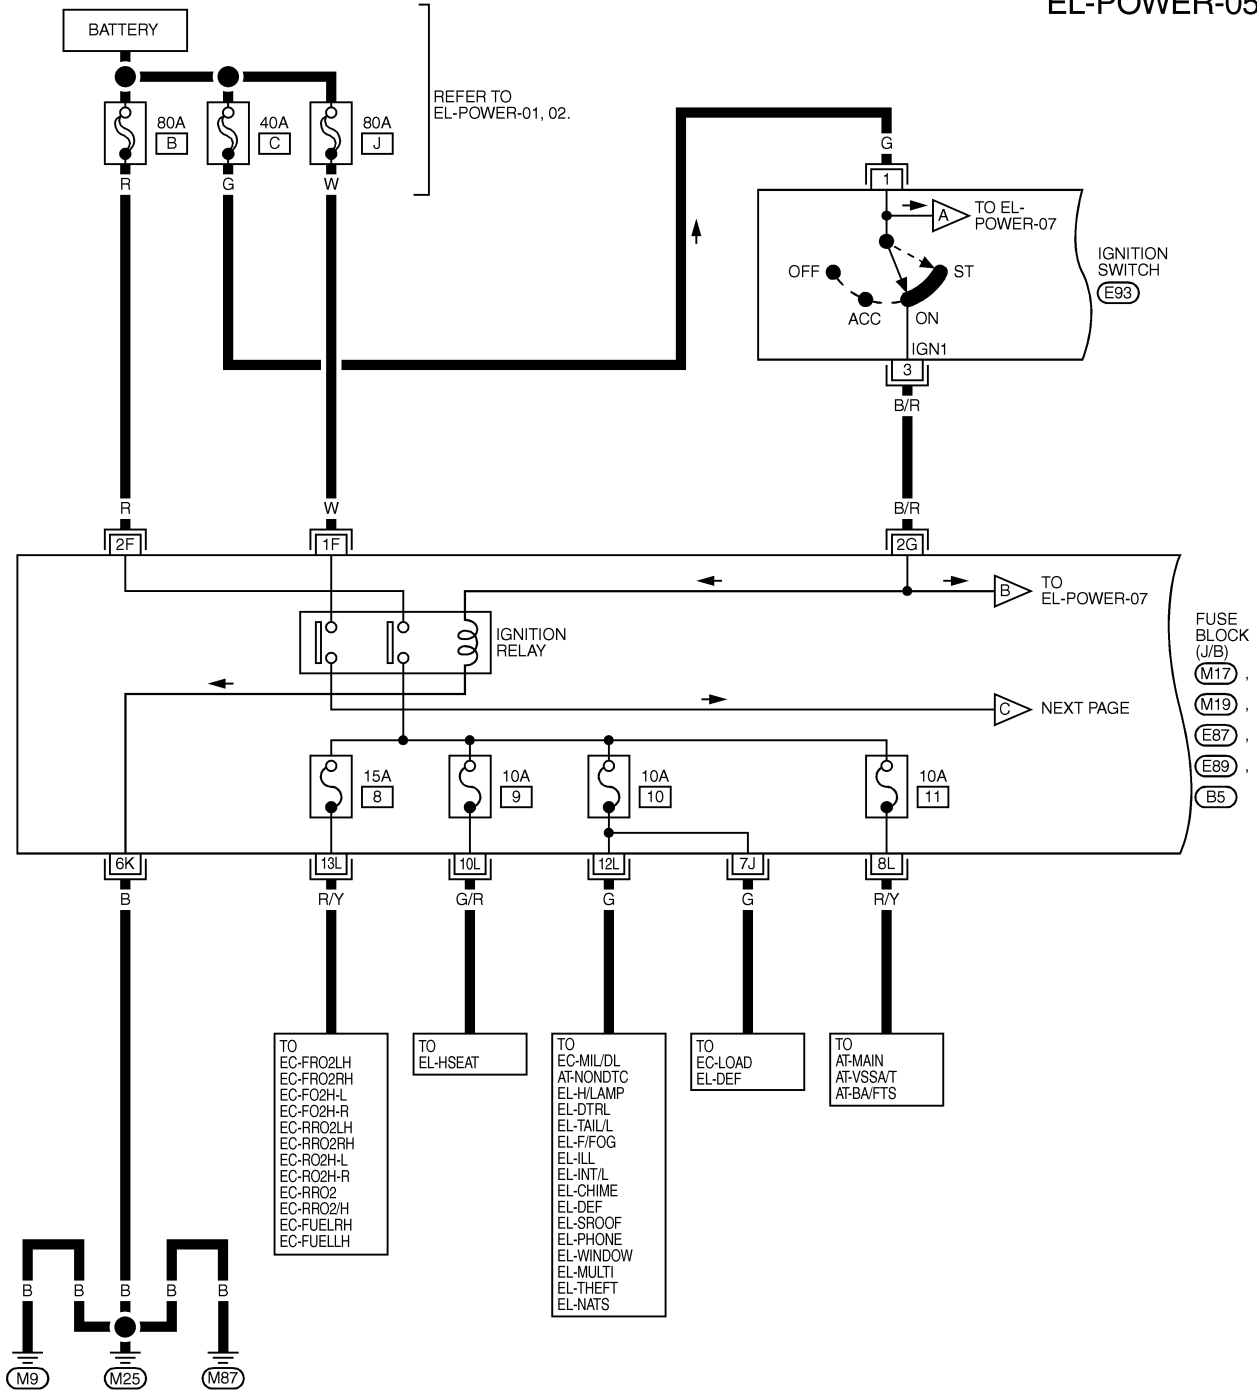 EL-POWER-05
BATTERY
REFER TO
EL-POWER-01, 02.
80A
B
40A
C
80A
J
R
G
W
G
1
A
TO EL-
POWER-07
IGNITION
SWITCH
E93
OFF
ST
ACC
ON
IGN1
3
B/R
R
W
B/R
2F
1F
2G
B
TO
EL-POWER-07
IGNITION
RELAY
FUSE
BLOCK
(J/B)
M17 ,
M19 ,
E87 ,
E89 ,
B5
C
NEXT PAGE
15A
8
10A
9
10A
10
10A
11
6K
13L
10L
12L
7J
8L
B
R/Y
G/R
G
G
R/Y
TO
EC-FRO2LH
EC-FRO2RH
EC-FO2H-L
EC-FO2H-R
EC-RRO2LH
EC-RRO2RH
EC-RO2H-L
EC-RO2H-R
EC-RRO2
EC-RRO2/H
EC-FUELRH
EC-FUELLH
TO
EL-HSEAT
TO
EC-MIL/DL
AT-NONDTC
EL-H/LAMP
EL-DTRL
EL-TAIL/L
EL-F/FOG
EL-ILL
EL-INT/L
EL-CHIME
EL-DEF
EL-SROOF
EL-PHONE
EL-WINDOW
EL-MULTI
EL-THEFT
EL-NATS
TO
EC-LOAD
EL-DEF
TO
AT-MAIN
AT-VSSA/T
AT-BA/FTS
B
B
B
B
B
M9
M25
M87